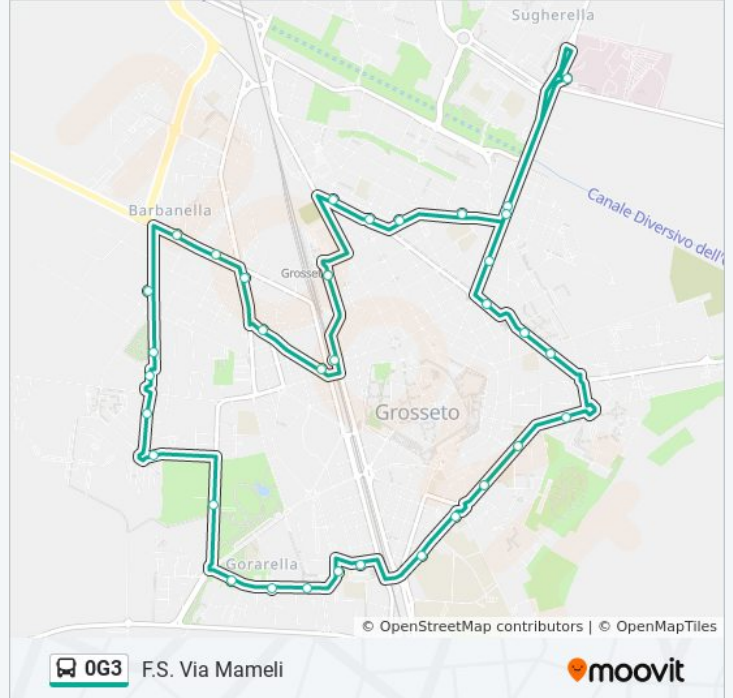 Sugherella
Canale Diversivo dell'
Barbanella
Grosseto
Grosseto
Gorarella
© OpenStreetMap contributors | © OpenMapTiles
0G3 F.S. Via Mameli
moovit